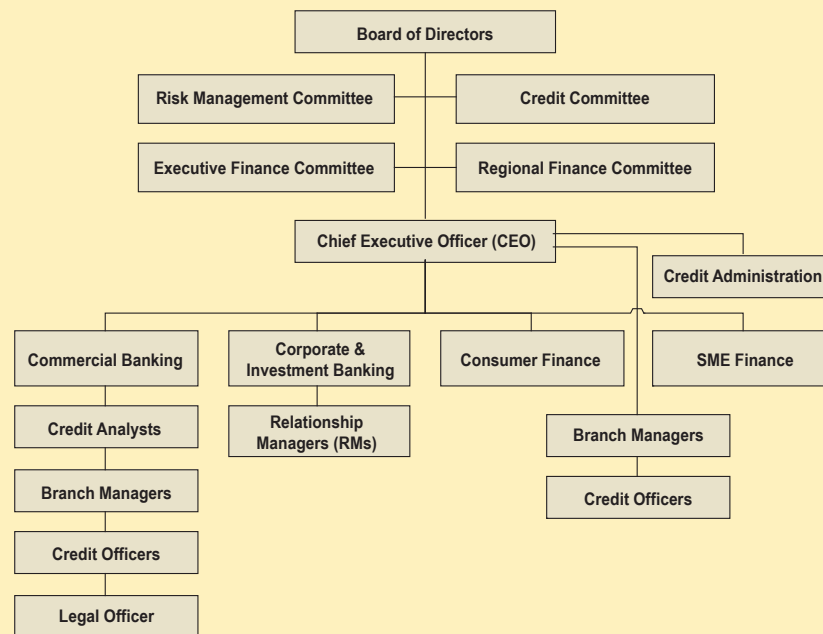 Board of Directors
Risk Management Committee
Credit Committee
Executive Finance Committee
Regional Finance Committee
Chief Executive Officer (CEO)
Credit Administration
Commercial Banking
Corporate &
Investment Banking
Consumer Finance
SME Finance
Credit Analysts
Relationship
Managers (RMs)
Branch Managers
Branch Managers
Credit Officers
Credit Officers
Legal Officer